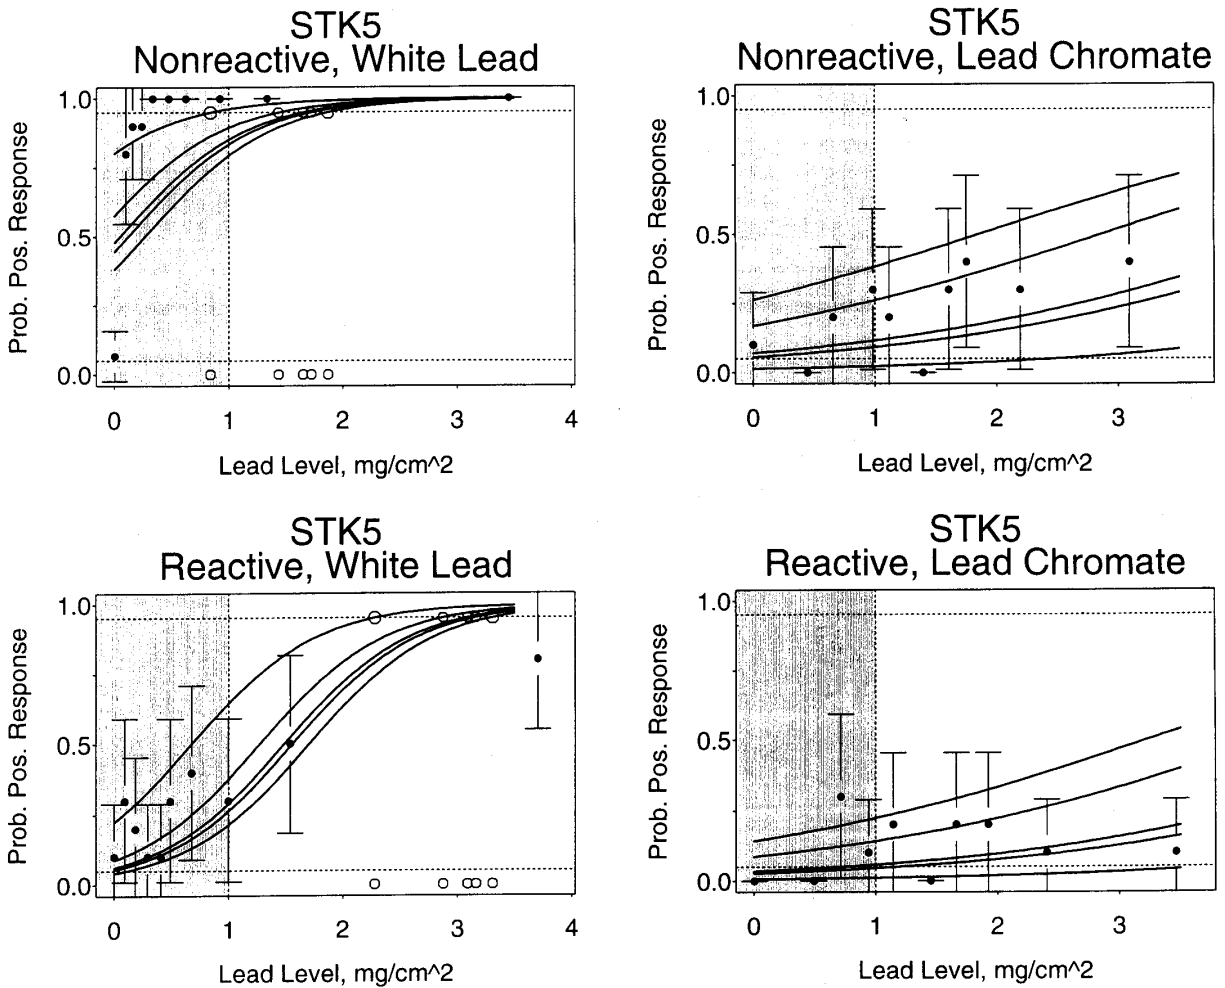 STK5
Nonreactive, White Lead
1.0
0.5
0.0
Prob. Pos. Response
0 1 2 3 4
Lead Level, mg/cm^2
STK5
Nonreactive, Lead Chromate
1.0
0.5
0.0
Prob. Pos. Response
0 1 2 3
Lead Level, mg/cm^2
STK5
Reactive, White Lead
1.0
0.5
0.0
Prob. Pos. Response
0 1 2 3 4
Lead Level, mg/cm^2
STK5
Reactive, Lead Chromate
1.0
0.5
0.0
Prob. Pos. Response
0 1 2 3
Lead Level, mg/cm^2